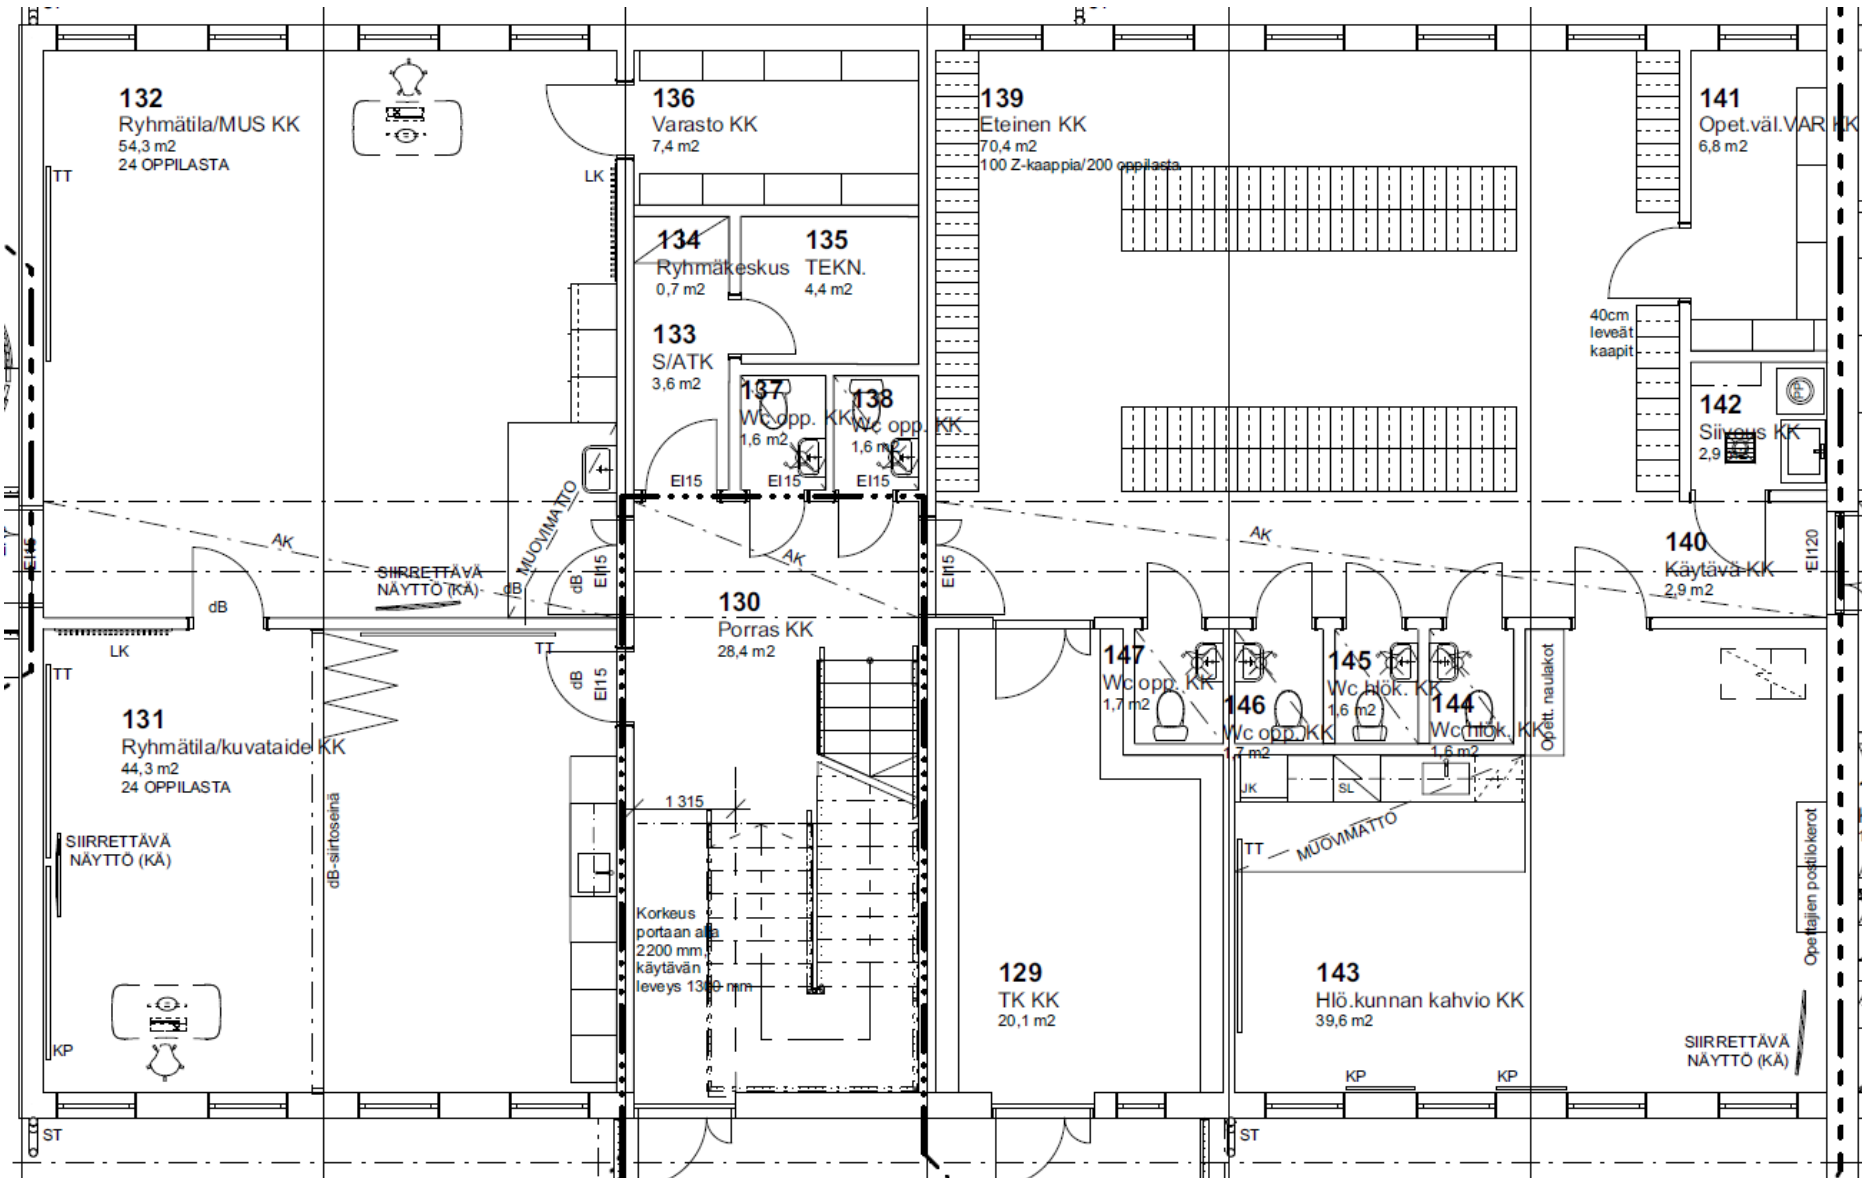 132
Ryhmätila/MUS KK
54,3 m2
24 OPPILASTA
TT
LK
136
Varasto KK
7,4 m2
139
Eteinen KK
70,4 m2
100 Z-kaappia/200 oppilasta
141
Opet.väl.VAR KK
6,8 m2
134
Ryhmäkeskus
0,7 m2
135
TEKN.
4,4 m2
133
S/ATK
3,6 m2
40cm
leveät
kaapit
137
Wc opp. KK
1,6 m2
138
Wc opp. KK
1,6 m2
142
Siivous KK
2,9
PP
EI15
EI15
EI15
MUOVIMATTO
AK
AK
AK
EI15
SIIRRETTÄVÄ
NÄYTTÖ (KÄ)
dB
dB
dB
EI15
EI15
140
Käytävä KK
2,9 m2
EI120
130
Porras KK
28,4 m2
LK
TT
TT
dB
EI15
147
Wc opp. KK
1,7 m2
146
Wc opp. KK
1,7 m2
145
Wc hlök. KK
1,6 m2
144
Wc hlök. KK
1,6 m2
Opett. naulakot
131
Ryhmätila/kuvataide KK
44,3 m2
24 OPPILASTA
dB-siirtoseinä
SIIRRETTÄVÄ
NÄYTTÖ (KÄ)
1 315
JK
SL
TT
MUOVIMATTO
Opettajien postilokerot
Korkeus
portaan alla
2200 mm,
käytävän
leveys 1300 mm
129
TK KK
20,1 m2
143
Hlö.kunnan kahvio KK
39,6 m2
SIIRRETTÄVÄ
NÄYTTÖ (KÄ)
KP
KP
KP
ST
ST